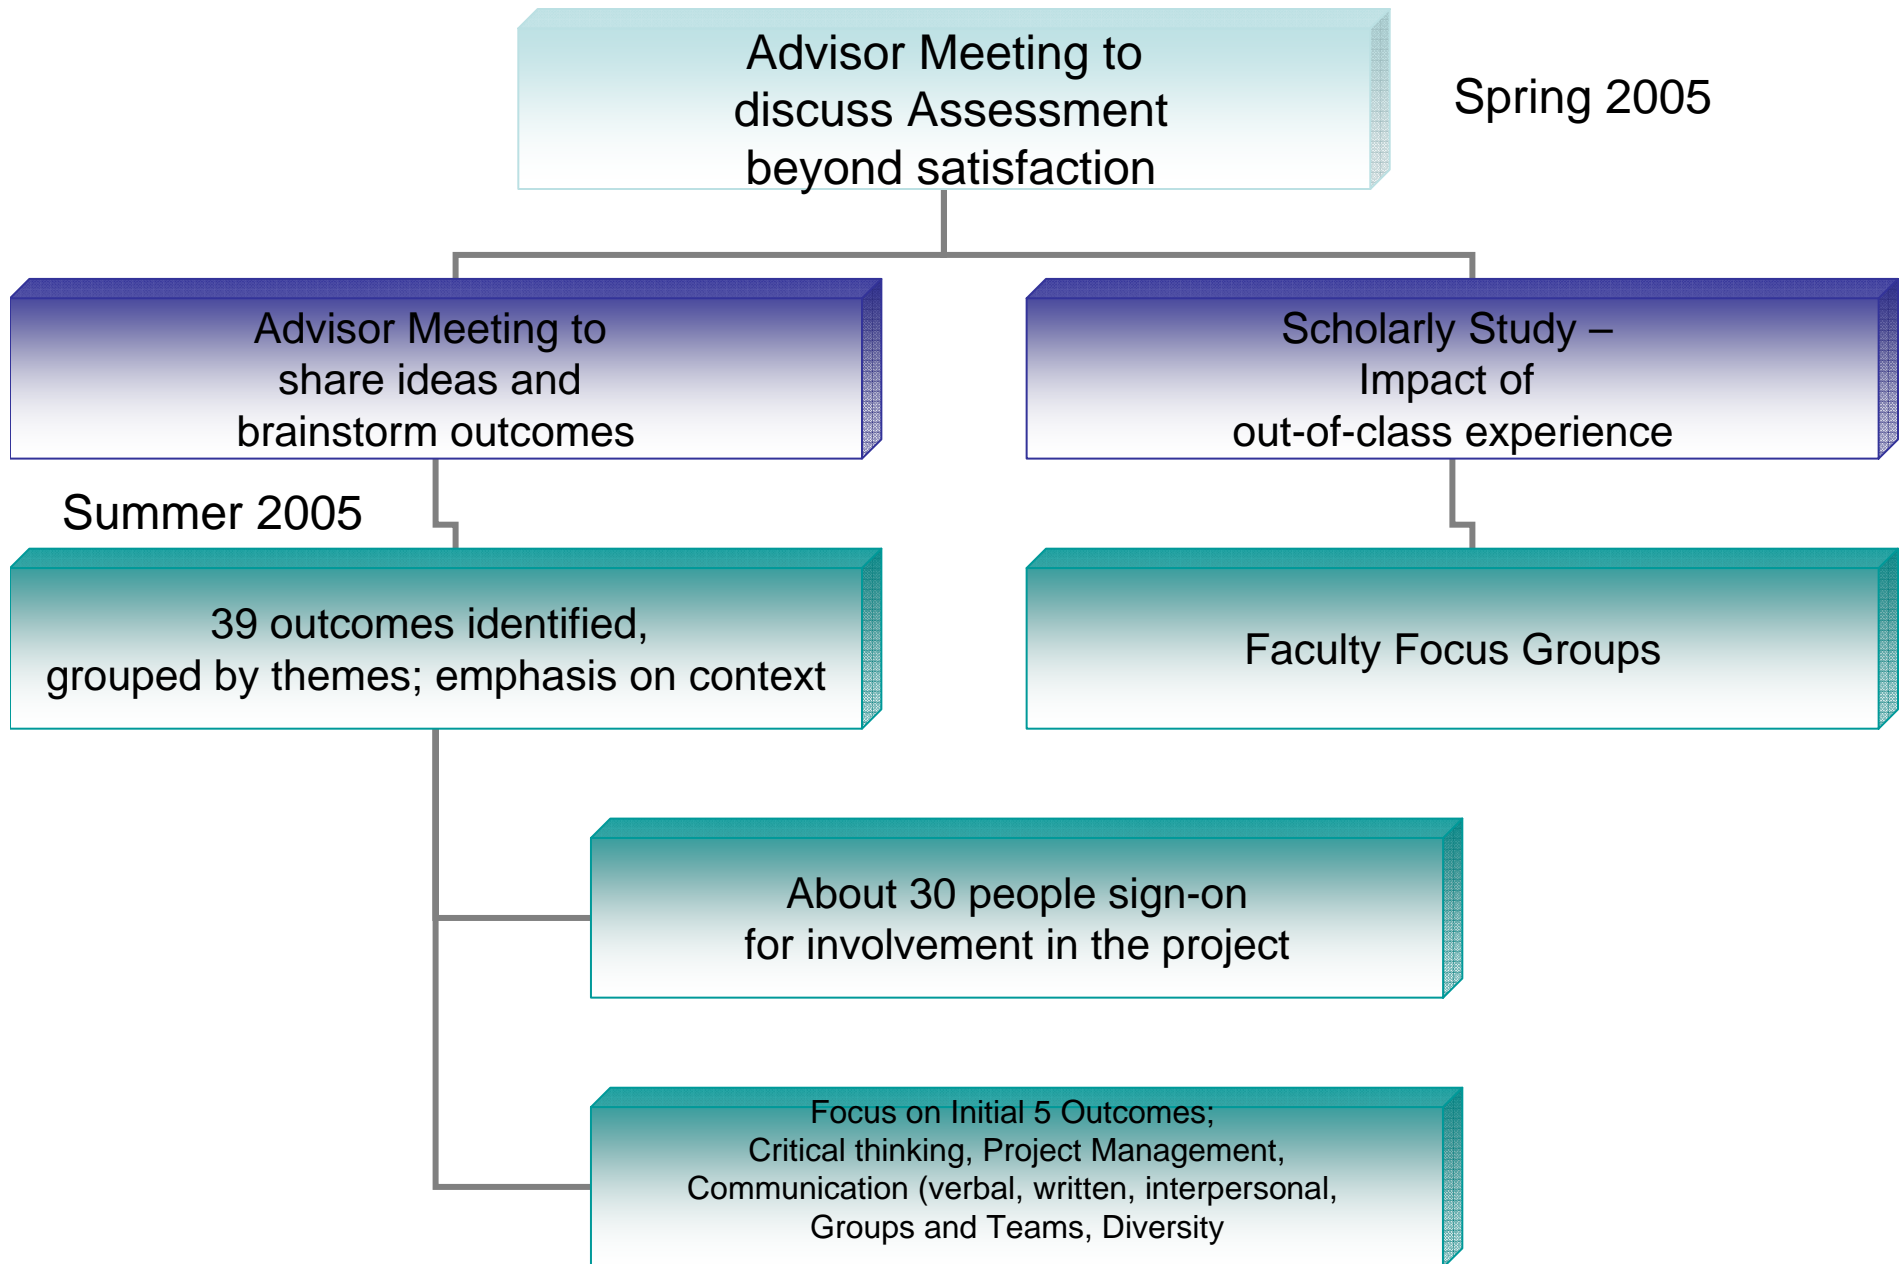 Advisor Meeting to
discuss Assessment
beyond satisfaction
Spring 2005
Advisor Meeting to
share ideas and
brainstorm outcomes
Scholarly Study –
Impact of
out-of-class experience
Summer 2005
39 outcomes identified,
grouped by themes; emphasis on context
Faculty Focus Groups
About 30 people sign-on
for involvement in the project
Focus on Initial 5 Outcomes;
Critical thinking, Project Management,
Communication (verbal, written, interpersonal,
Groups and Teams, Diversity